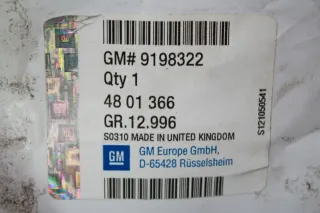 GM# 9198322
Qty 1
48 01 366
GR.12.996
S0310 MADE IN UNITED KINGDOM
GM
GM Europe GmbH,
D-65428 Rüsselsheim
S121050541